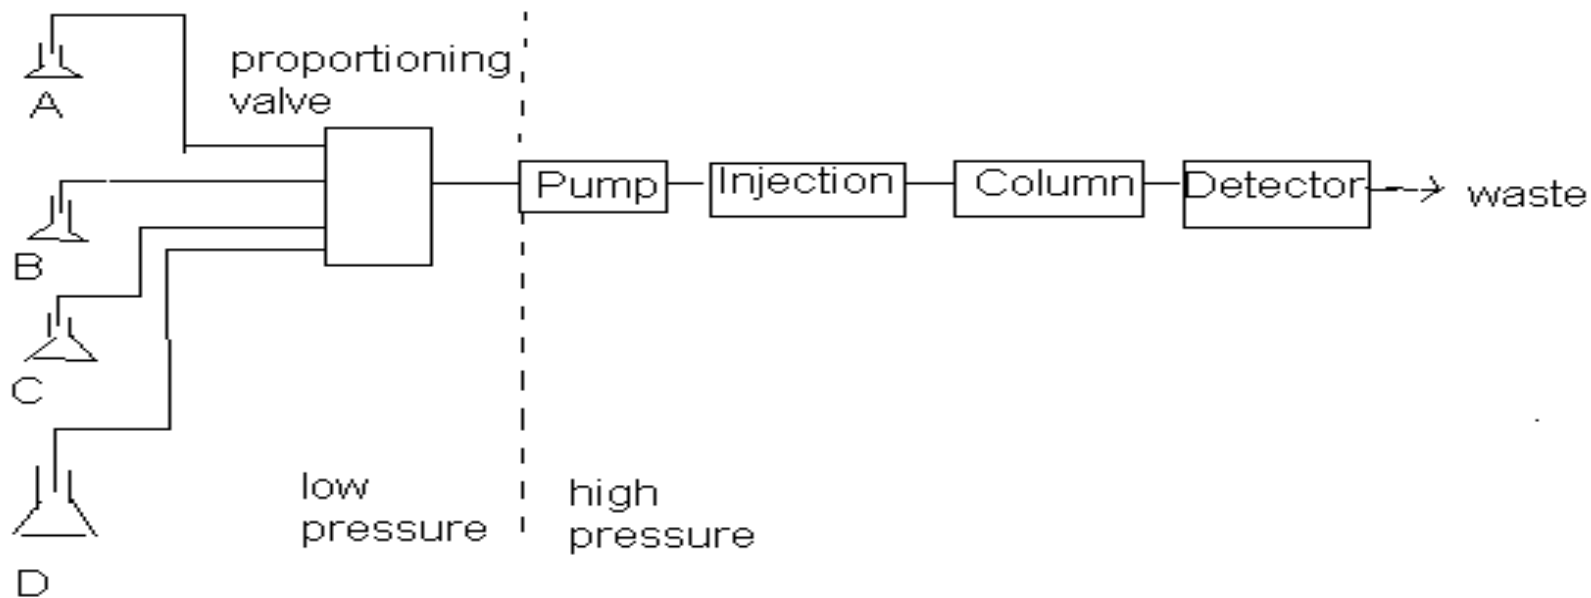 proportioning
valve
A
Pump
Injection
Column
Detector
waste
B
C
low
pressure
high
pressure
D